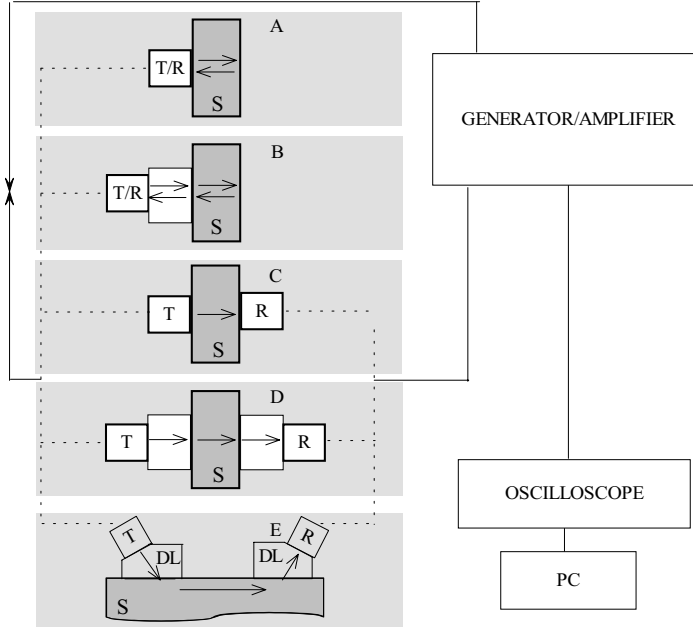 A
T/R
S
GENERATOR/AMPLIFIER
B
T/R
S
C
T
R
S
D
T
R
S
OSCILLOSCOPE
T
E
R
DL
DL
S
PC